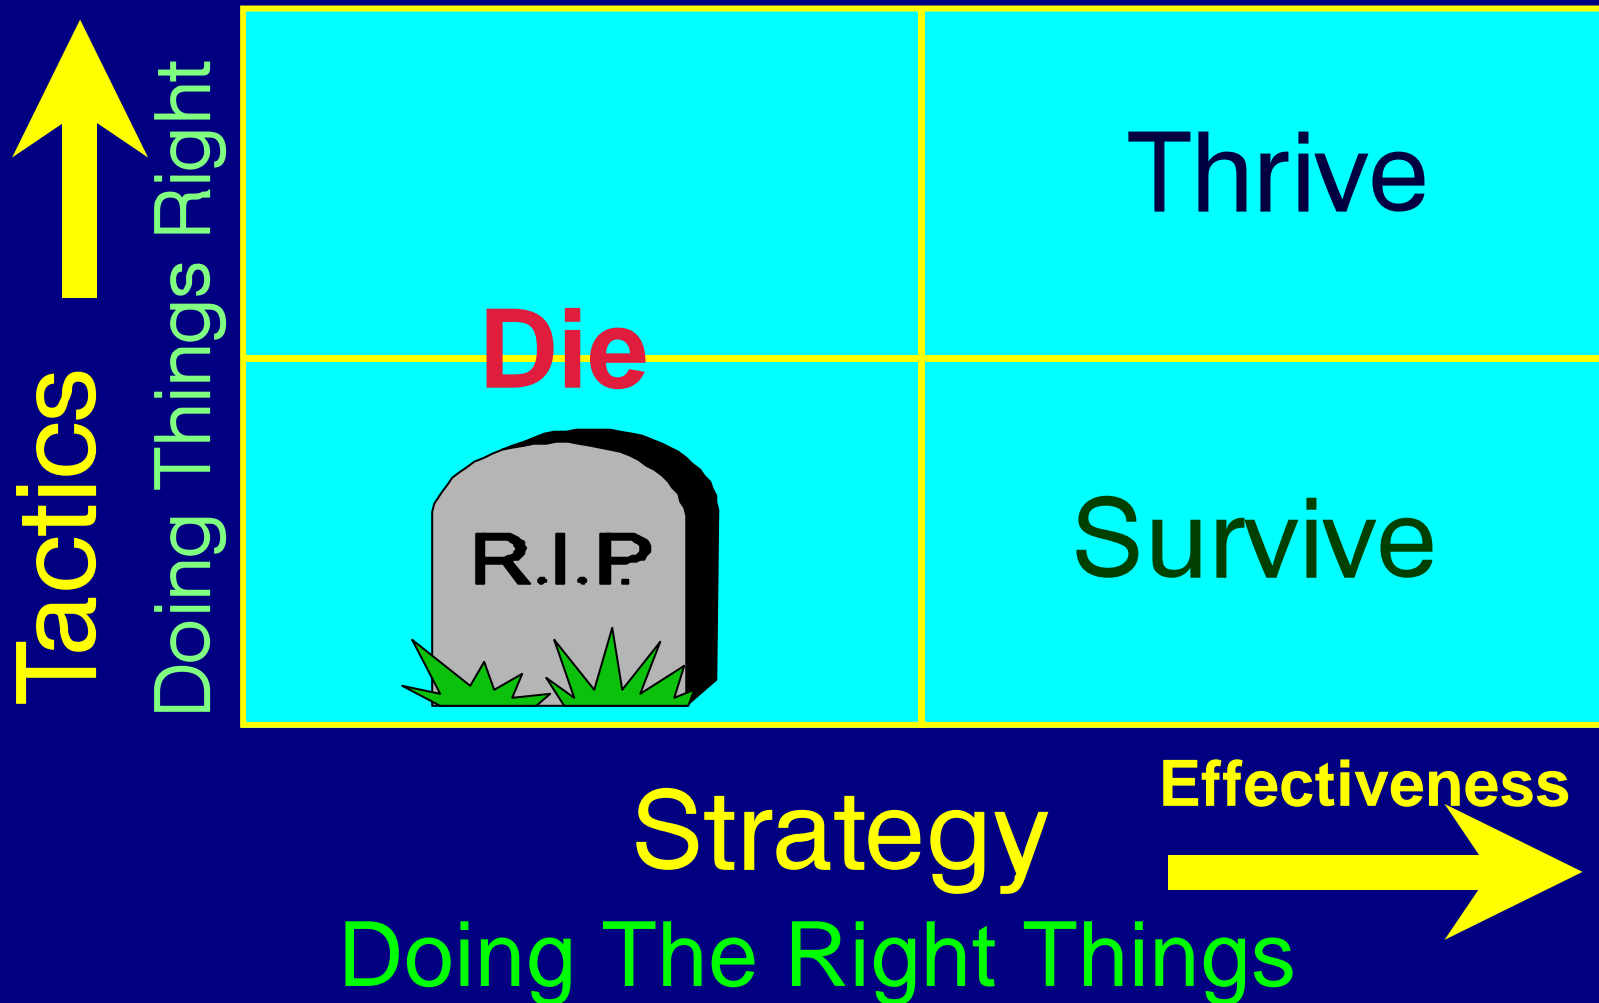 Tactics
Doing Things Right
Thrive
Die
R.I.P.
Survive
Effectiveness
Strategy
Doing The Right Things